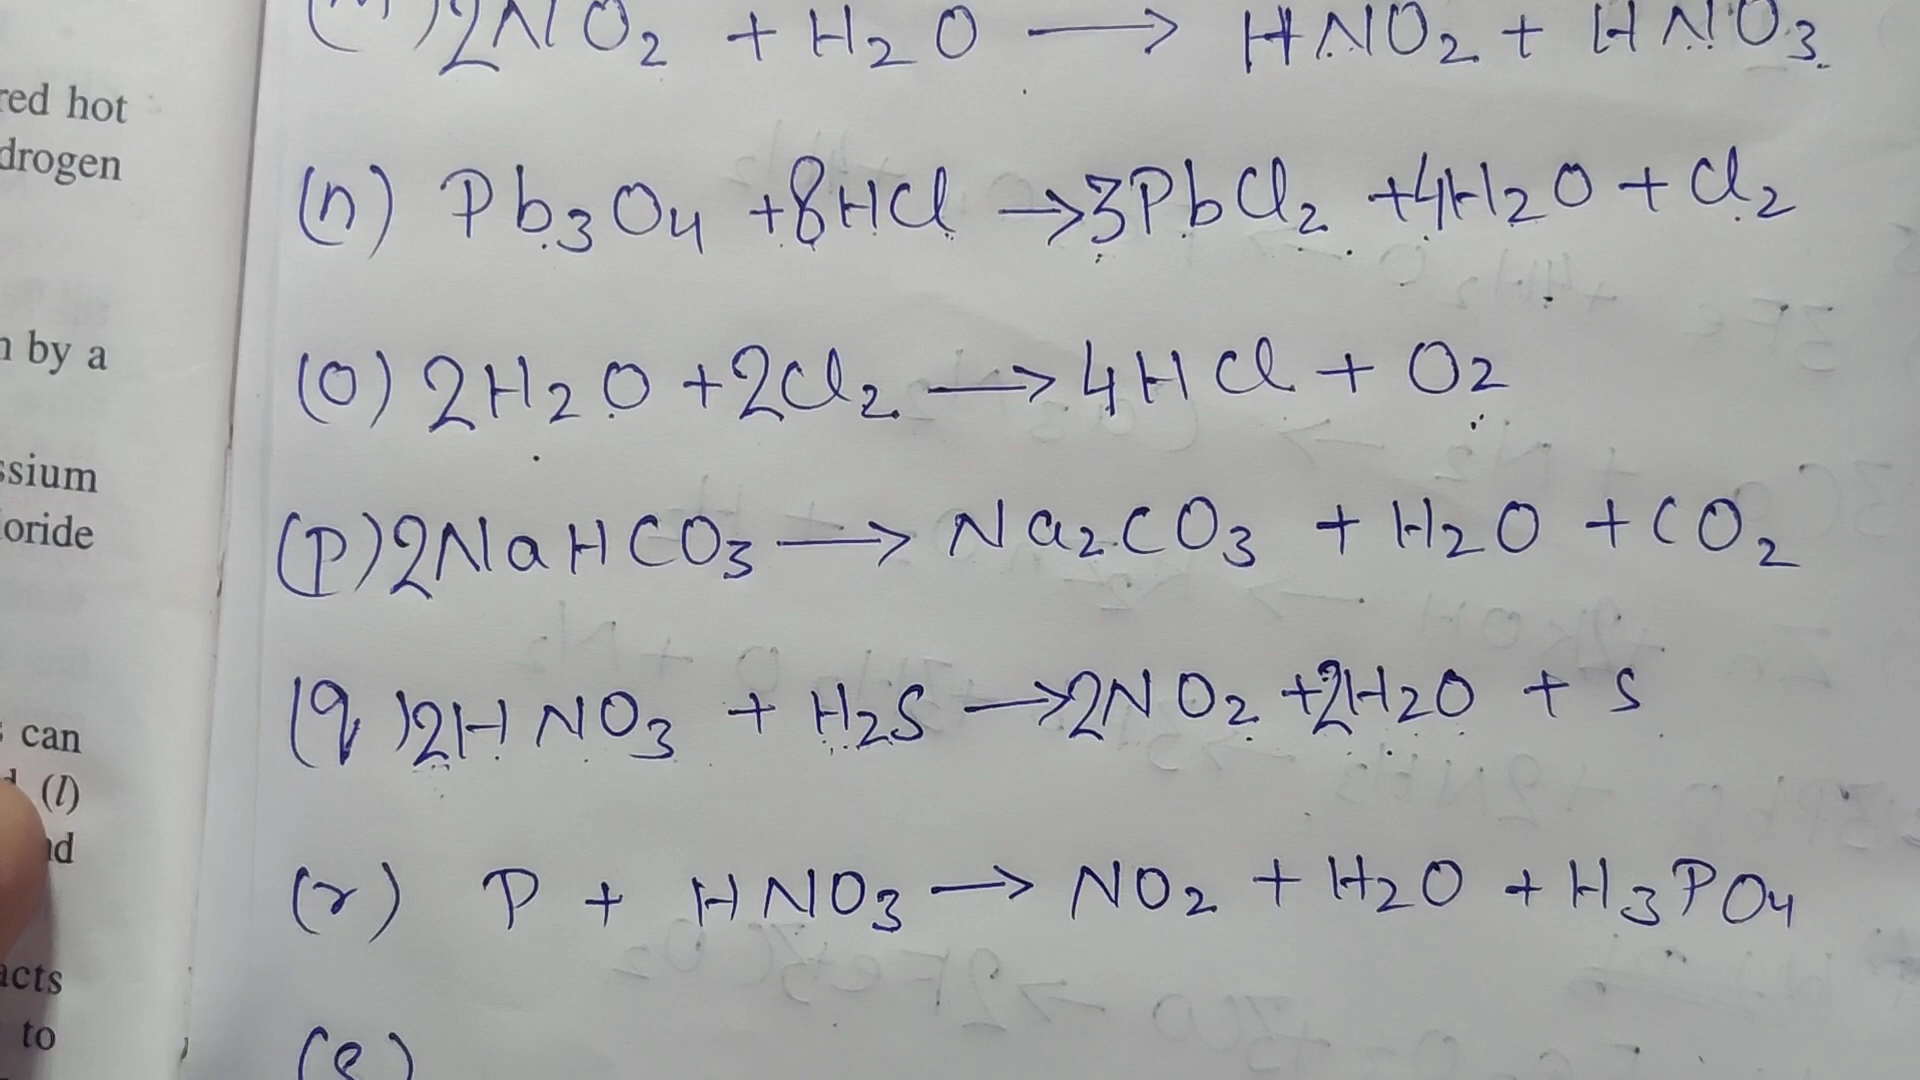 2NO₂ + H₂O ⟶ HNO₂ + HNO₃
red hot
drogen
(n) Pb₃O₄ + 8HCl → 3PbCl₂ + 4H₂O + Cl₂
by a
(o) 2H₂O + 2Cl₂ ⟶ 4HCl + O₂
ssium
oride
(p) 2NaHCO₃ ⟶ Na₂CO₃ + H₂O + CO₂
(q) 2HNO₃ + H₂S → 2NO₂ + 2H₂O + S
can
(l)
(r) P + HNO₃ ⟶ NO₂ + H₂O + H₃PO₄
acts
to